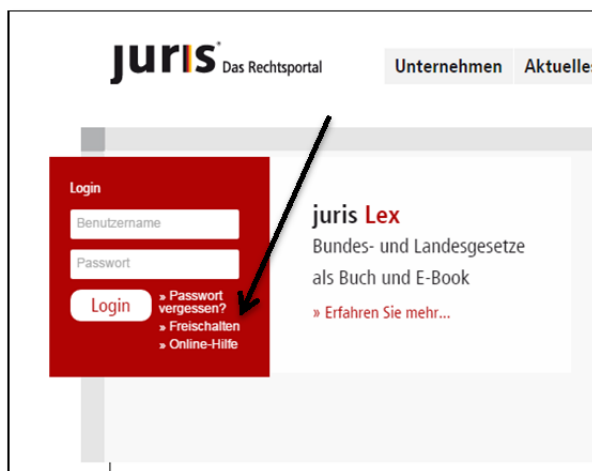 juris Das Rechtsportal
Unternehmen Aktuelles
Login
Benutzername
Passwort
Login
» Passwort
vergessen?
» Freischalten
» Online-Hilfe
juris Lex
Bundes- und Landesgesetze
als Buch und E-Book
» Erfahren Sie mehr...